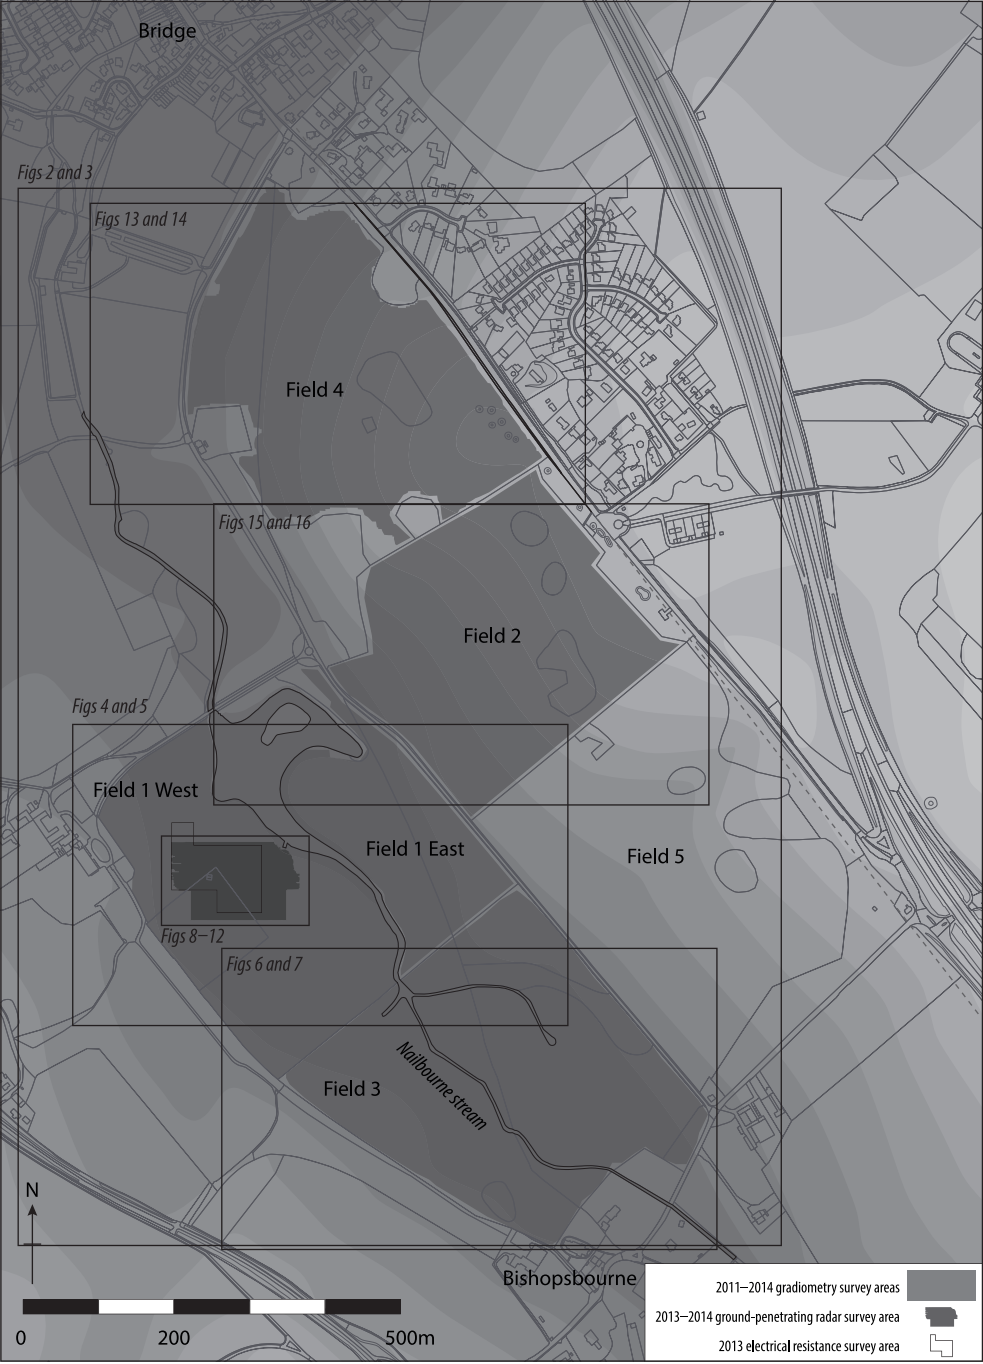 Bridge
Figs 2 and 3
Figs 13 and 14
Field 4
Figs 15 and 16
Field 2
Figs 4 and 5
Field 1 West
Field 1 East
Field 5
Figs 8–12
Figs 6 and 7
Nailbourne stream
Field 3
N
Bishopsbourne
0 200 500m
2011–2014 gradiometry survey areas
2013–2014 ground-penetrating radar survey area
2013 electrical resistance survey area